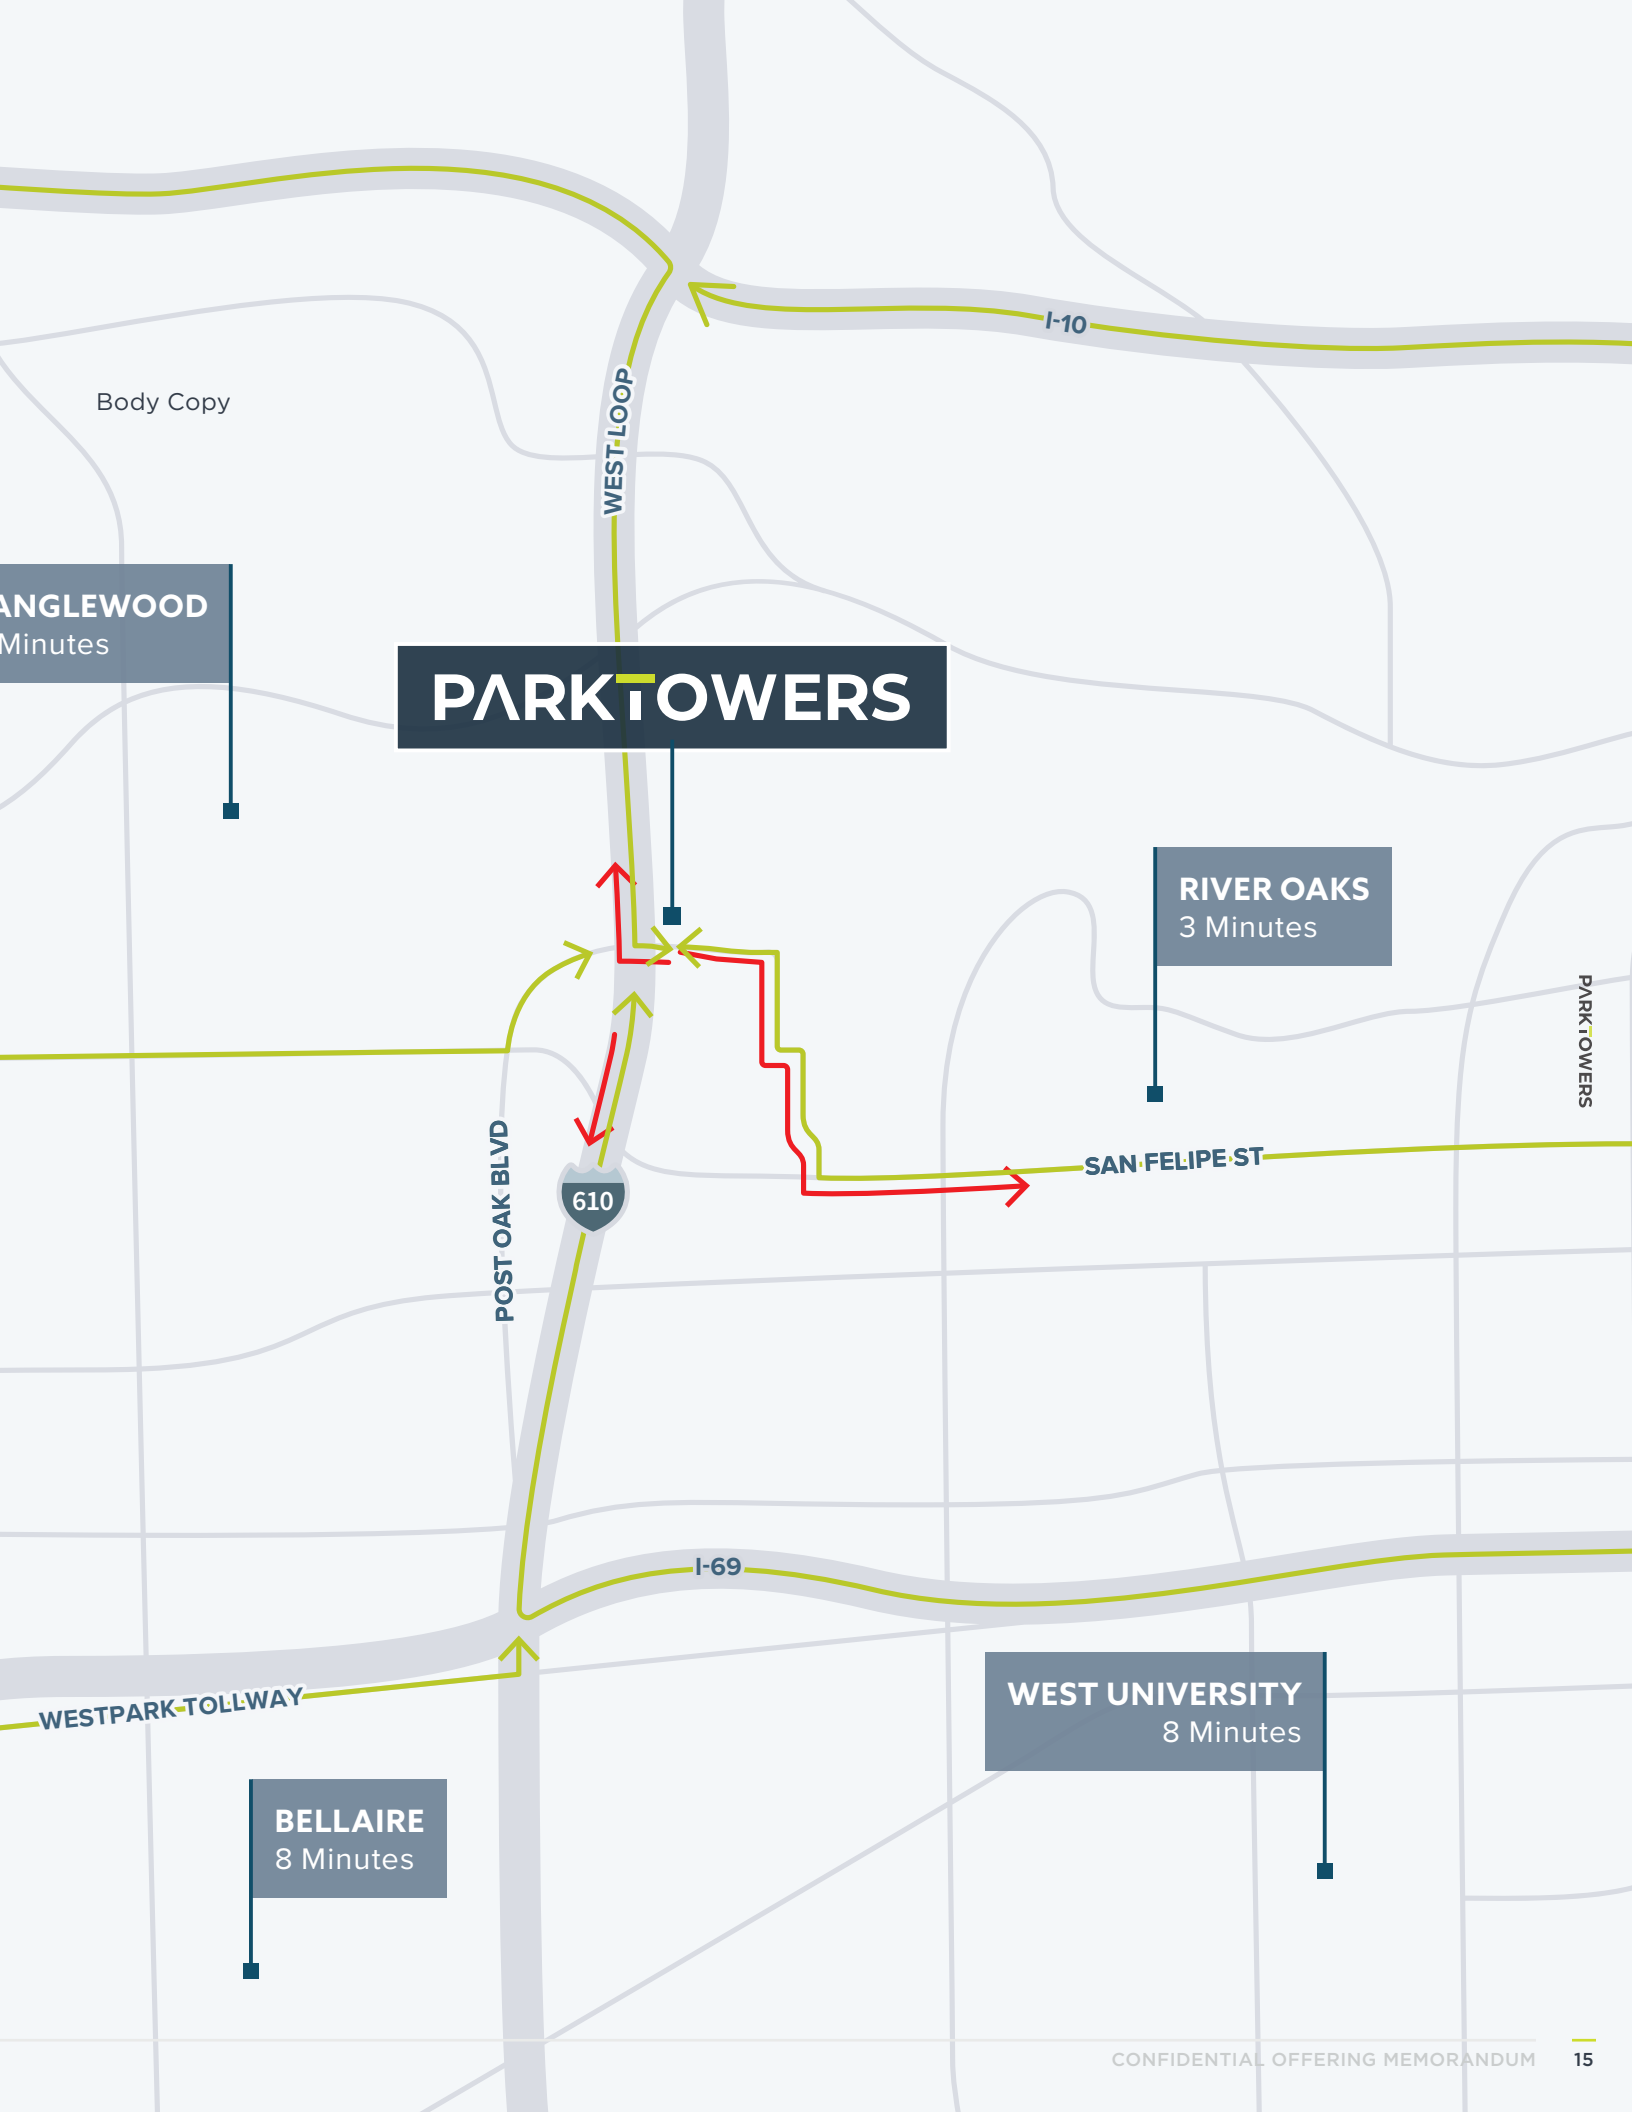 I-10
WEST LOOP
Body Copy
ANGLEWOOD
Minutes
PARKTOWERS
RIVER OAKS
3 Minutes
PARKTOWERS
SAN FELIPE ST
POST OAK BLVD
610
I-69
WESTPARK TOLLWAY
WEST UNIVERSITY
8 Minutes
BELLAIRE
8 Minutes
CONFIDENTIAL OFFERING MEMORANDUM 15